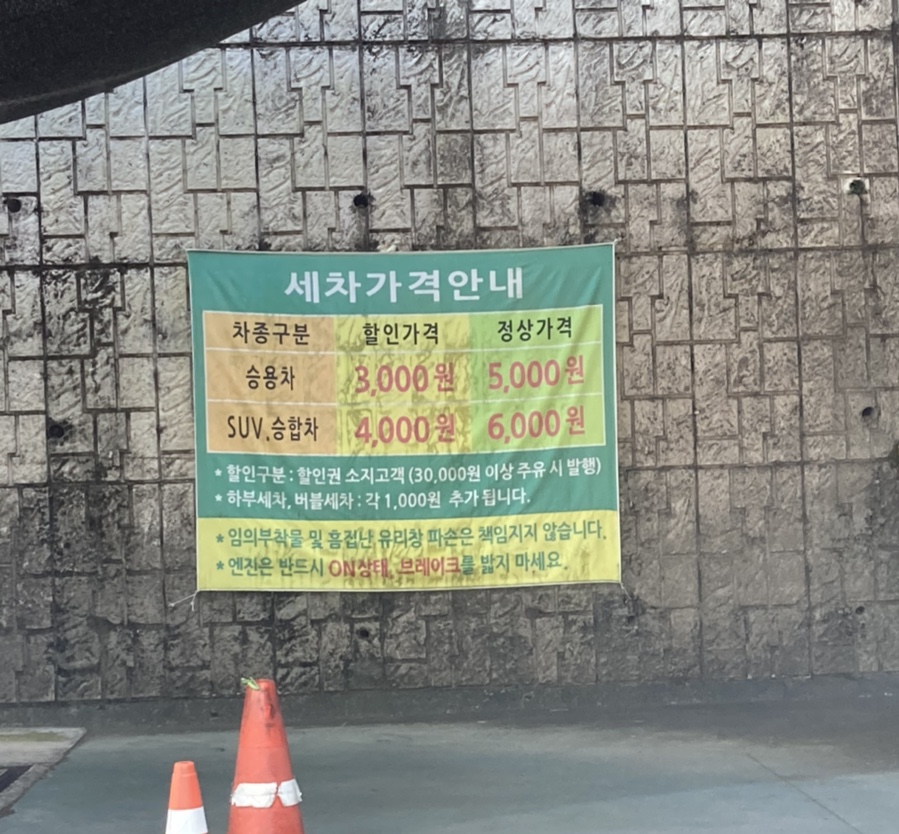 세차가격안내
차종구분 할인가격 정상가격
승용차 3,000원 5,000원
SUV.승합차 4,000원 6,000원
* 할인구분 : 할인권 소지고객 (30,000원 이상 주유 시 발행)
* 하부세차, 버블세차 : 각 1,000원 추가 됩니다.
* 임의부착물 및 흠집난 유리창 파손은 책임지지 않습니다.
* 엔진은 반드시 ON상태, 브레이크를 밟지 마세요.